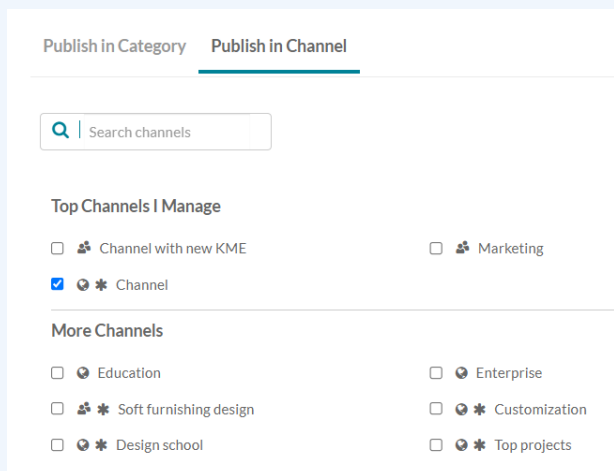 Publish in Category Publish in Channel
Search channels
Top Channels I Manage
Channel with new KME Marketing
Channel
More Channels
Education Enterprise
Soft furnishing design Customization
Design school Top projects